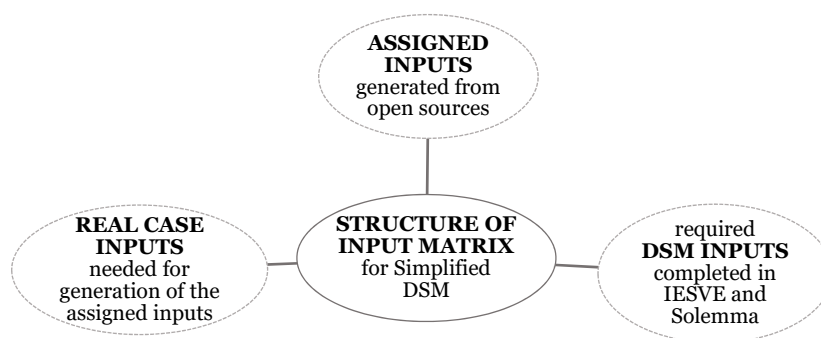 ASSIGNED
INPUTS
generated from
open sources
REAL CASE
INPUTS
needed for
generation of the
assigned inputs
STRUCTURE OF
INPUT MATRIX
for Simplified
DSM
required
DSM INPUTS
completed in
IESVE and
Solemma